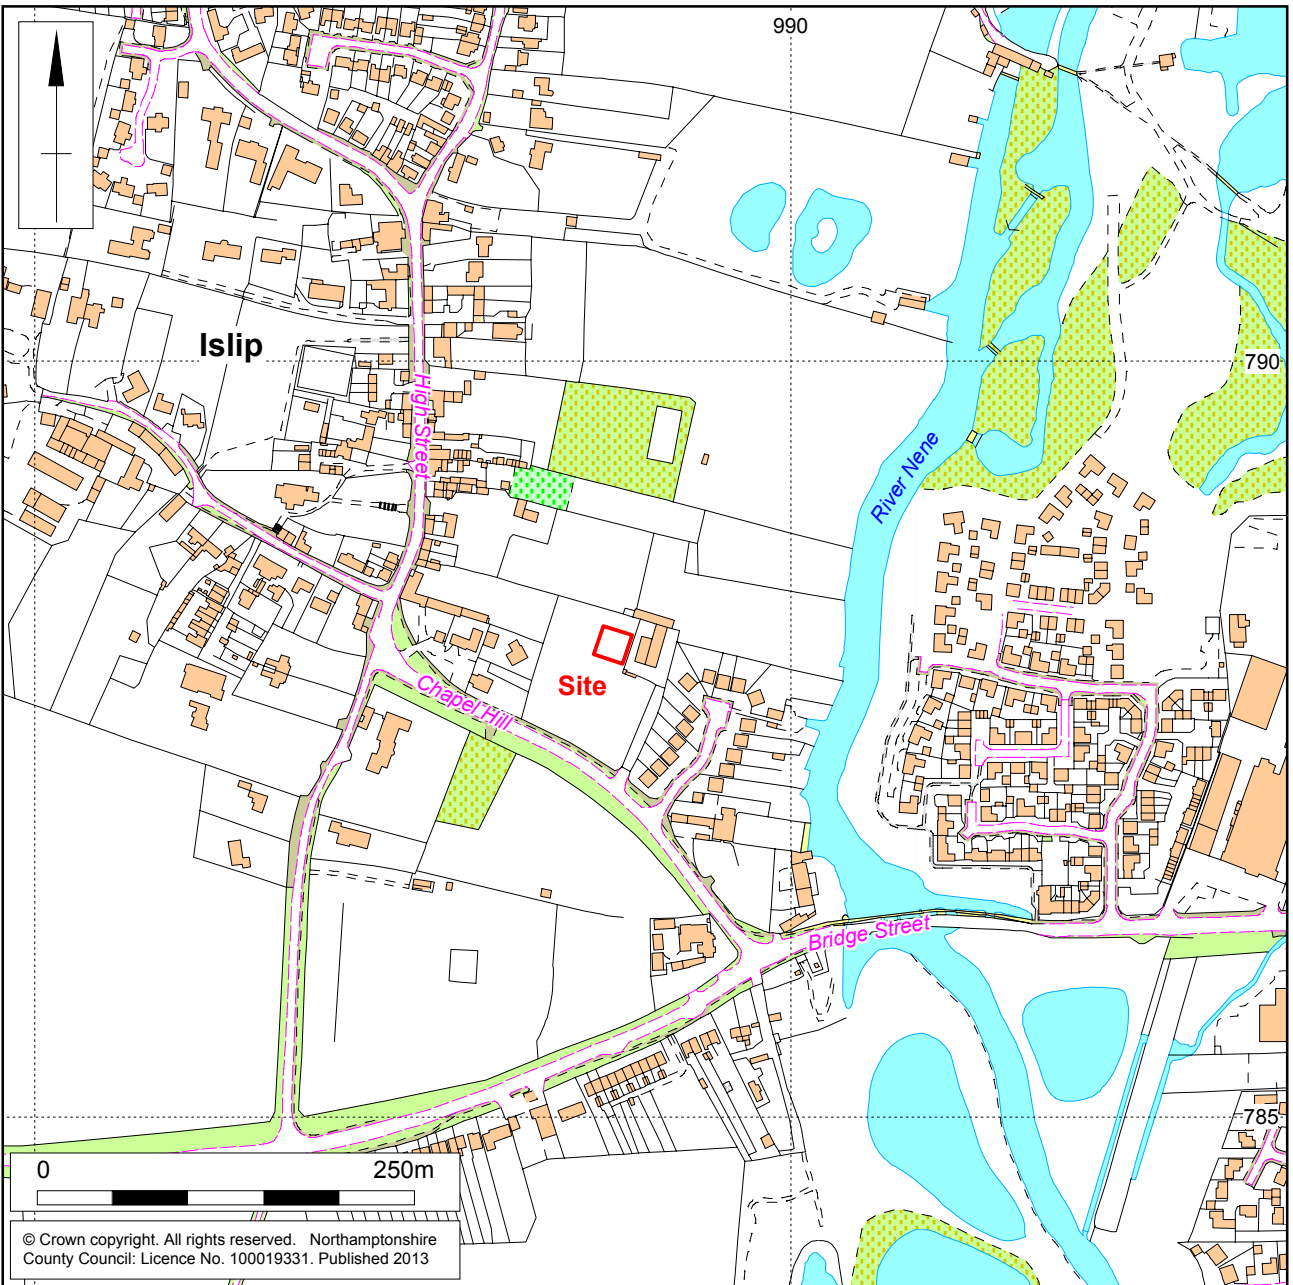 990
Islip
790
High Street
River Nene
Site
Chapel Hill
Bridge Street
785
0 250m
© Crown copyright. All rights reserved. Northamptonshire
County Council: Licence No. 100019331. Published 2013